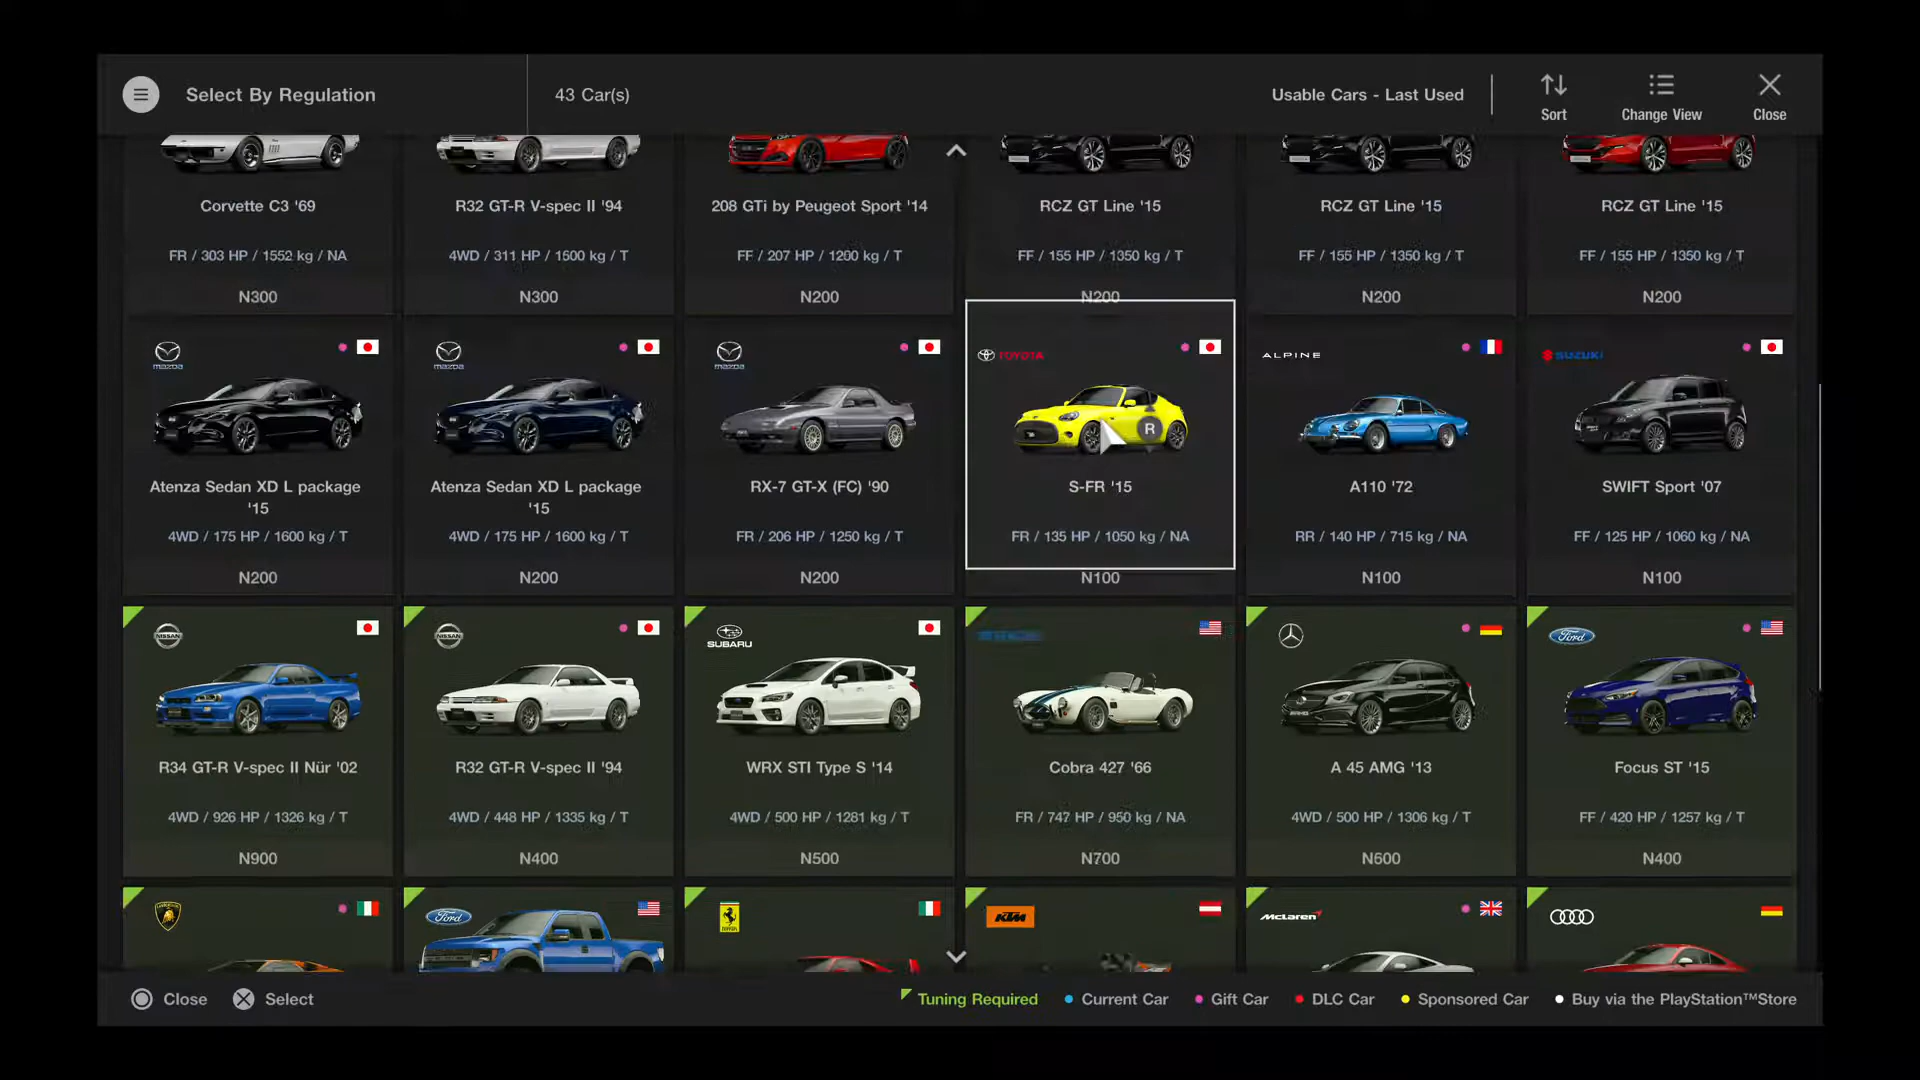 Select By Regulation
43 Car(s)
Usable Cars - Last Used
Sort
Change View
Close
Corvette C3 '69
FR / 303 HP / 1552 kg / NA
N300
R32 GT-R V-spec II '94
4WD / 311 HP / 1500 kg / T
N300
208 GTi by Peugeot Sport '14
FF / 207 HP / 1200 kg / T
N200
RCZ GT Line '15
FF / 155 HP / 1350 kg / T
N200
RCZ GT Line '15
FF / 155 HP / 1350 kg / T
N200
RCZ GT Line '15
FF / 155 HP / 1350 kg / T
N200
mazda
Atenza Sedan XD L package
'15
4WD / 175 HP / 1600 kg / T
N200
mazda
Atenza Sedan XD L package
'15
4WD / 175 HP / 1600 kg / T
N200
mazda
RX-7 GT-X (FC) '90
FR / 206 HP / 1250 kg / T
N200
TOYOTA
R
S-FR '15
FR / 135 HP / 1050 kg / NA
N100
ALPINE
A110 '72
RR / 140 HP / 715 kg / NA
N100
SUZUKI
SWIFT Sport '07
FF / 125 HP / 1060 kg / NA
N100
NISSAN
R34 GT-R V-spec II Nür '02
4WD / 926 HP / 1326 kg / T
N900
NISSAN
R32 GT-R V-spec II '94
4WD / 448 HP / 1335 kg / T
N400
SUBARU
WRX STI Type S '14
4WD / 500 HP / 1281 kg / T
N500
Cobra 427 '66
FR / 747 HP / 950 kg / NA
N700
A 45 AMG '13
4WD / 500 HP / 1306 kg / T
N600
Ford
Focus ST '15
FF / 420 HP / 1257 kg / T
N400
Ford
KTM
McLaren
Close
Select
Tuning Required
Current Car
Gift Car
DLC Car
Sponsored Car
Buy via the PlayStation™Store